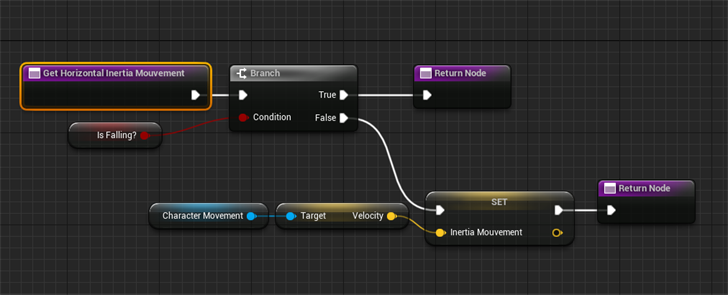 Get Horizontal Inertia Mouvement
Branch
Return Node
True
Is Falling?
Condition
False
Return Node
SET
Character Movement
Target
Velocity
Inertia Mouvement